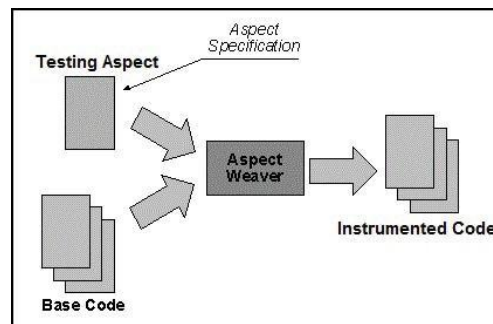 Aspect
Specification
Testing Aspect
Aspect
Weaver
Instrumented Code
Base Code